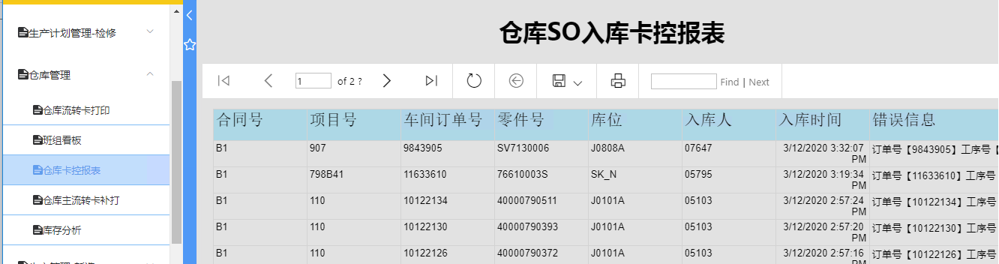 生产计划管理-检修
仓库管理
仓库流转卡打印
班组看板
仓库卡控报表
仓库主流转卡补打
库存分析
仓库SO入库卡控报表
1 of 2 ? Find | Next
合同号 项目号 车间订单号 零件号 库位 入库人 入库时间 错误信息
B1 907 9843905 SV7130006 J0808A 07647 3/12/2020 3:32:07 PM 订单号【9843905】工序号【
B1 798B41 11633610 76610003S SK_N 05795 3/12/2020 3:19:34 PM 订单号【11633610】工序号
B1 110 10122134 40000790511 J0101A 05103 3/12/2020 2:57:24 PM 订单号【10122134】工序号
B1 110 10122130 40000790393 J0101A 05103 3/12/2020 2:57:20 PM 订单号【10122130】工序号
B1 110 10122126 40000790372 J0101A 05103 3/12/2020 2:57:16 PM 订单号【10122126】工序号